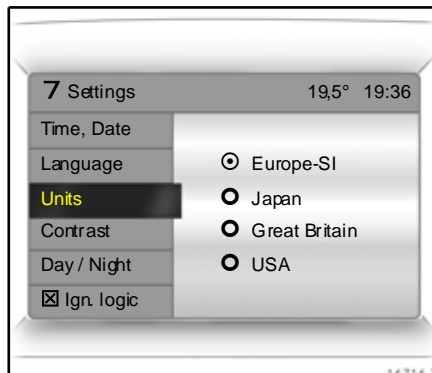 7 Settings 19,5° 19:36
Time, Date
Language
Units
Contrast
Day / Night
Ign. logic
Europe-SI
Japan
Great Britain
USA